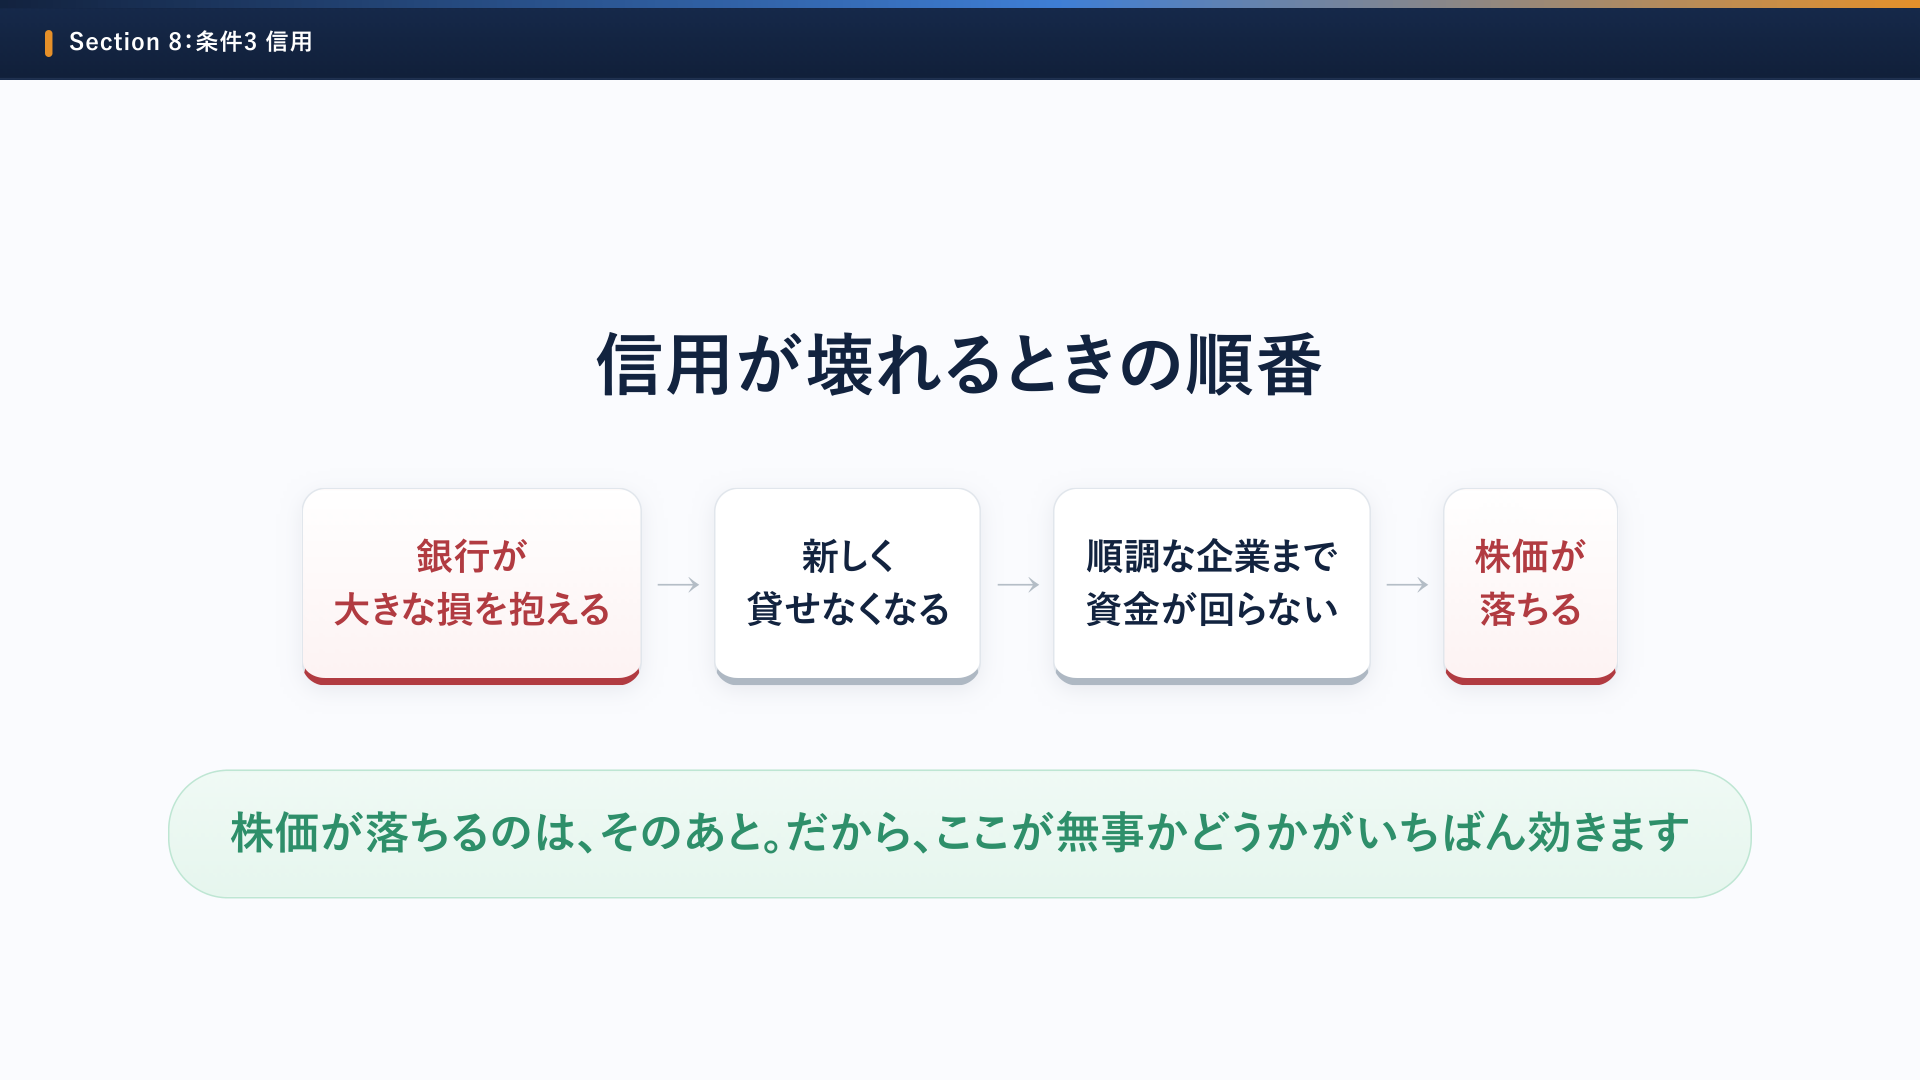 Section 8:条件3 信用
信用が壊れるときの順番
銀行が
大きな損を抱える
→
新しく
貸せなくなる
→
順調な企業まで
資金が回らない
→
株価が
落ちる
株価が落ちるのは、そのあと。だから、ここが無事かどうかがいちばん効きます